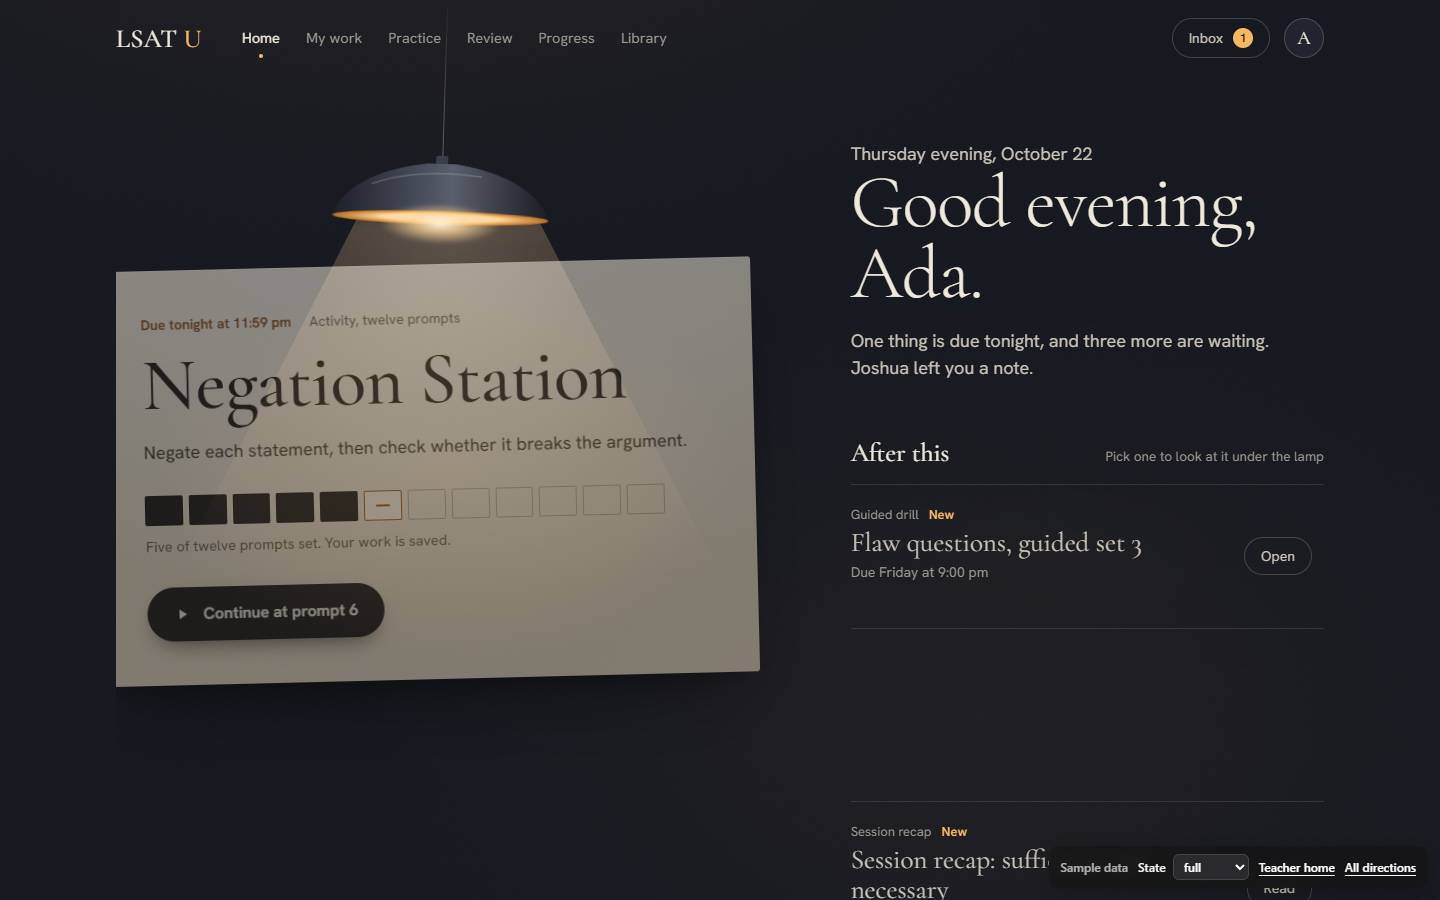 LSAT U Home My work Practice Review Progress Library Inbox 1 A
Due tonight at 11:59 pm Activity, twelve prompts
Negation Station
Negate each statement, then check whether it breaks the argument.
Five of twelve prompts set. Your work is saved.
Continue at prompt 6
Thursday evening, October 22
Good evening,
Ada.
One thing is due tonight, and three more are waiting.
Joshua left you a note.
After this Pick one to look at it under the lamp
Guided drill New
Flaw questions, guided set 3
Due Friday at 9:00 pm
Open
Session recap New
Session recap:
necessary
Read
Sample data State full Teacher home All directions